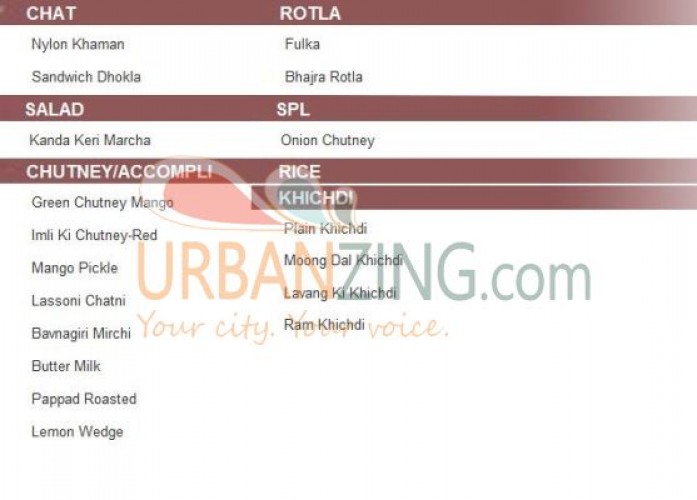 CHAT
ROTLA
Nylon Khaman
Fulka
Sandwich Dhokla
Bhajra Rotla
SALAD
SPL
Kanda Keri Marcha
Onion Chutney
CHUTNEY/ACCOMPLI
RICE
KHICHDI
Green Chutney Mango
Plain Khichdi
Imli Ki Chutney-Red
Moong Dal Khichdi
Mango Pickle
Lavang Ki Khichdi
Lassoni Chatni
Ram Khichdi
Bavnagiri Mirchi
Butter Milk
Pappad Roasted
Lemon Wedge
URBANZING.com
Your city. Your voice.